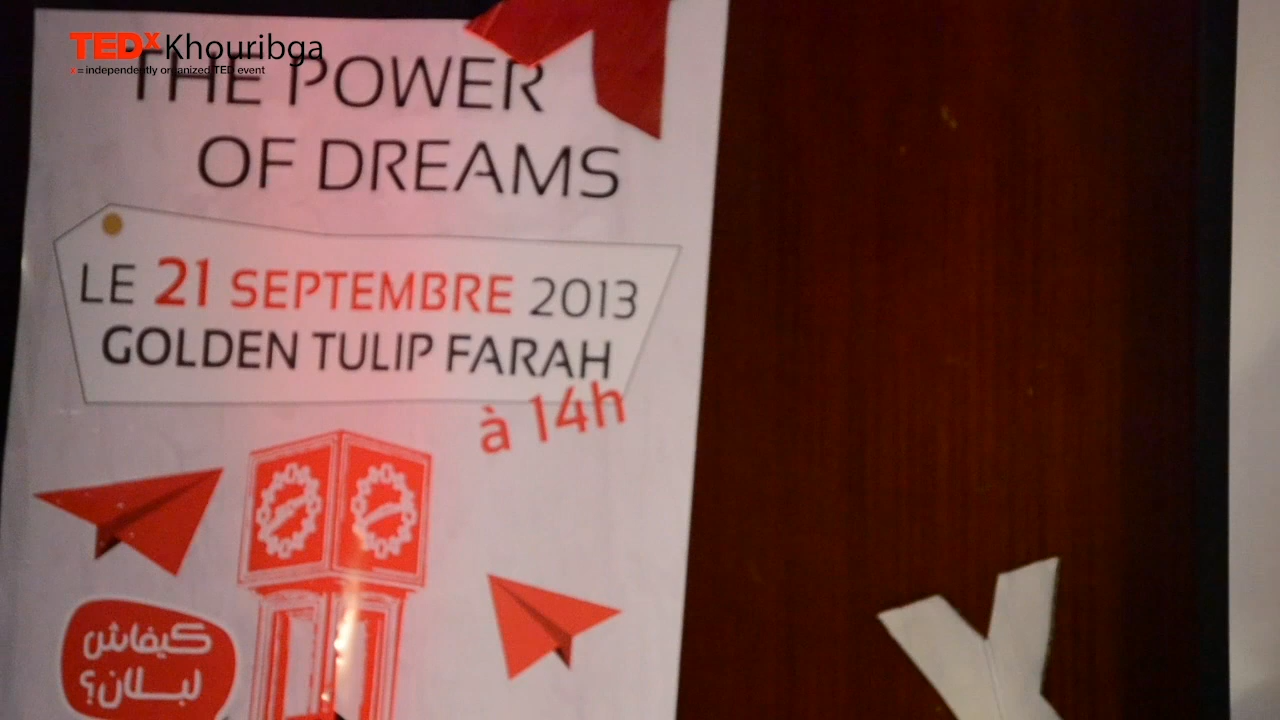 TEDx Khouribga
x = independently organized TED event
THE POWER
OF DREAMS
LE 21 SEPTEMBRE 2013
GOLDEN TULIP FARAH
à 14h
كيفاش
لبلان؟